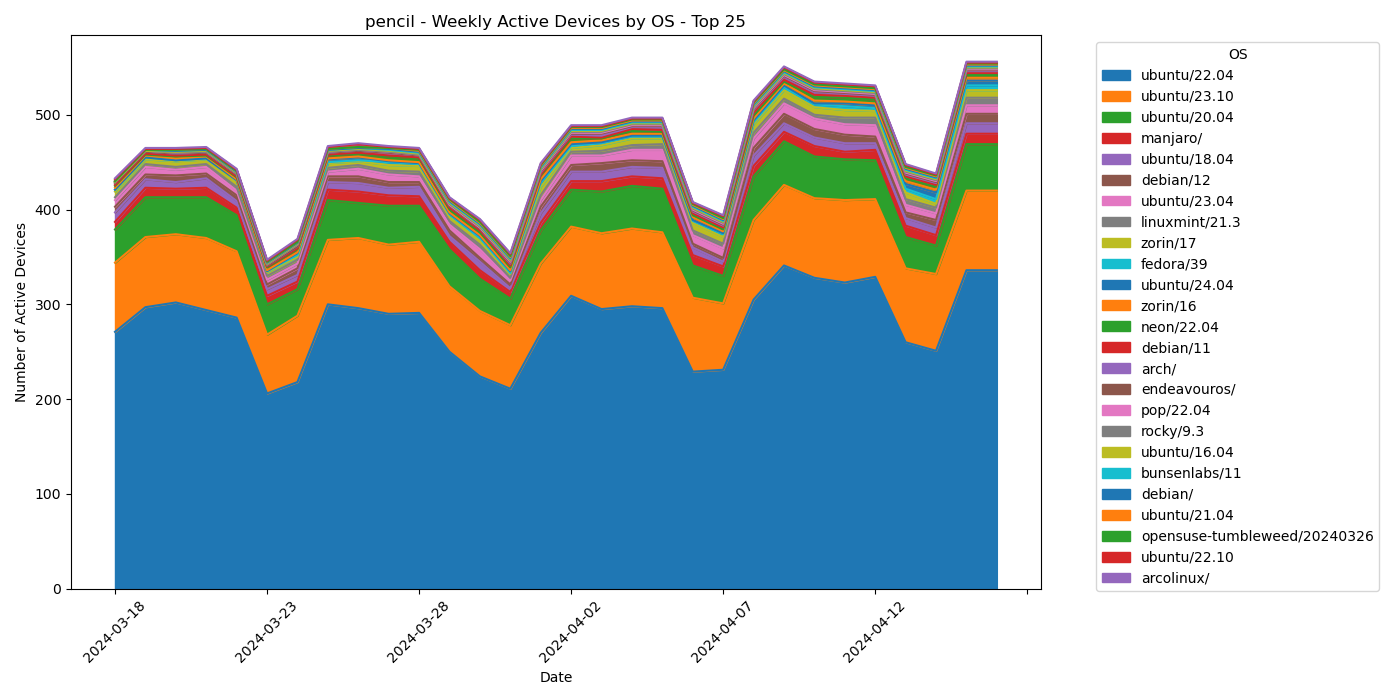 pencil - Weekly Active Devices by OS - Top 25
Number of Active Devices
500
400
300
200
100
0
2024-03-18
2024-03-23
2024-03-28
2024-04-02
2024-04-07
2024-04-12
Date
OS
ubuntu/22.04
ubuntu/23.10
ubuntu/20.04
manjaro/
ubuntu/18.04
debian/12
ubuntu/23.04
linuxmint/21.3
zorin/17
fedora/39
ubuntu/24.04
zorin/16
neon/22.04
debian/11
arch/
endeavouros/
pop/22.04
rocky/9.3
ubuntu/16.04
bunsenlabs/11
debian/
ubuntu/21.04
opensuse-tumbleweed/20240326
ubuntu/22.10
arcolinux/